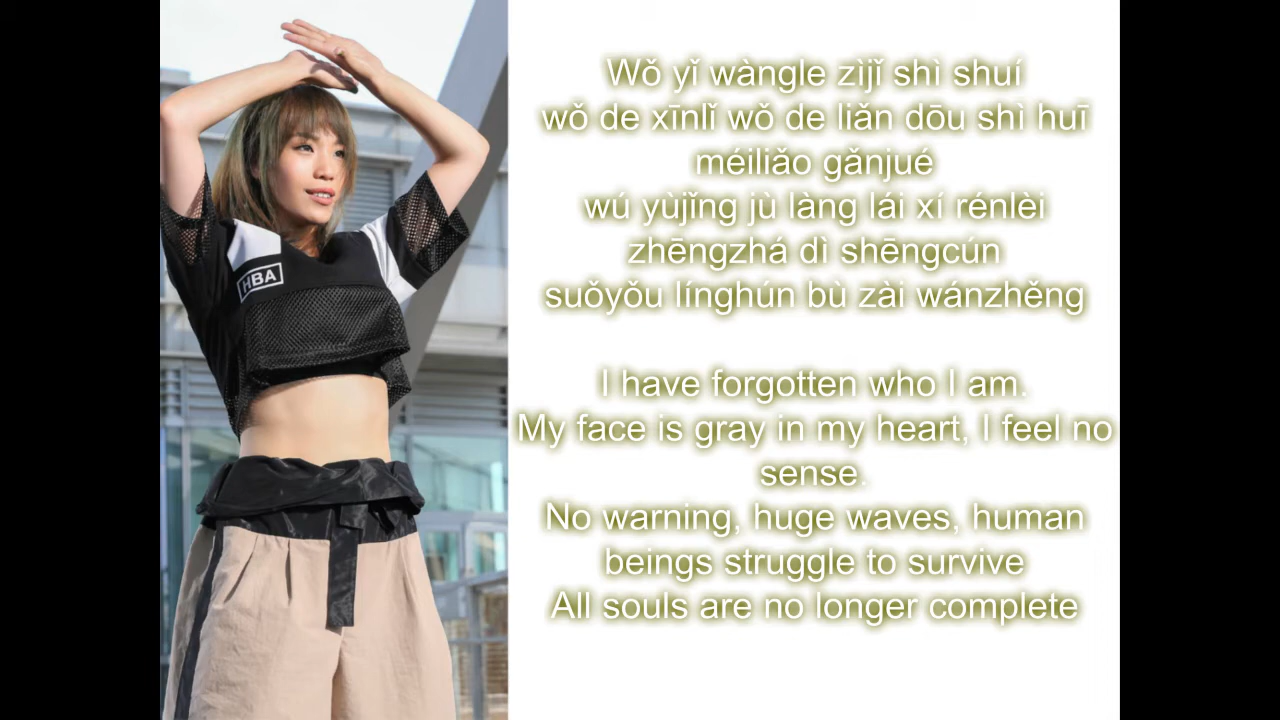 HBA
Wǒ yǐ wàngle zìjǐ shì shuí
wǒ de xīnlǐ wǒ de liǎn dōu shì huī
méiliǎo gǎnjué
wú yùjǐng jù làng lái xí rénlèi
zhēngzhá dì shēngcún
suǒyǒu línghún bù zài wánzhěng
I have forgotten who I am.
My face is gray in my heart, I feel no
sense.
No warning, huge waves, human
beings struggle to survive
All souls are no longer complete